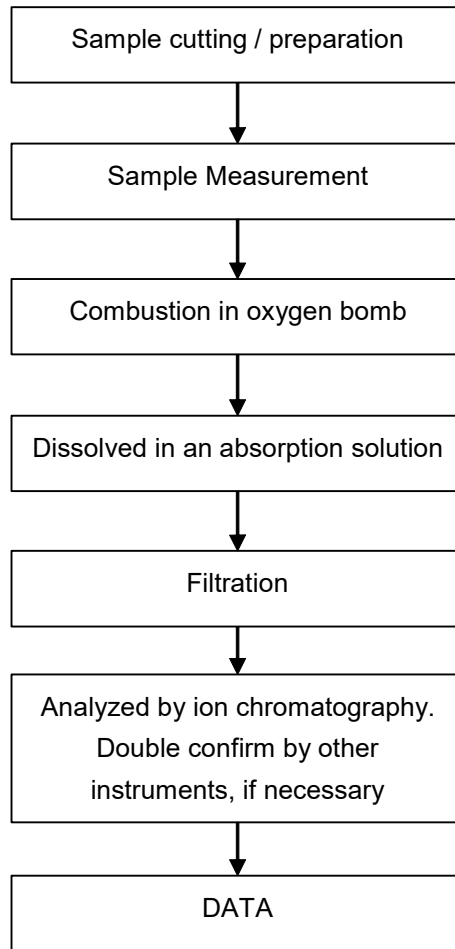 Sample cutting / preparation
Sample Measurement
Combustion in oxygen bomb
Dissolved in an absorption solution
Filtration
Analyzed by ion chromatography.
Double confirm by other
instruments, if necessary
DATA